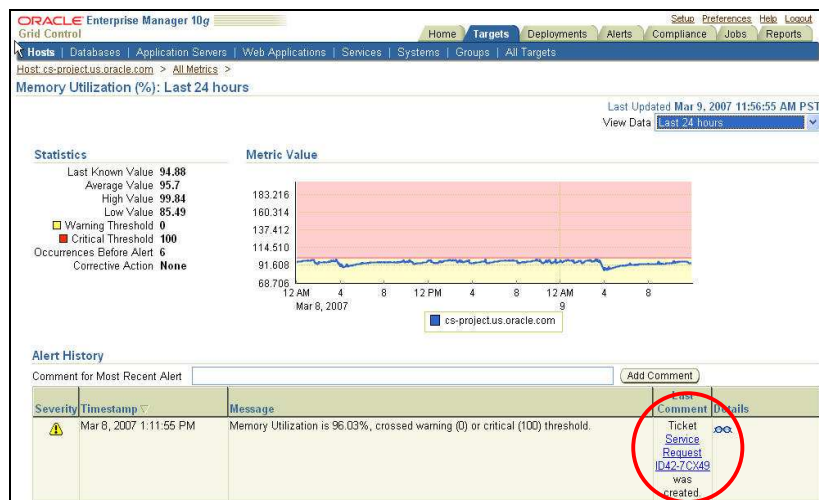 ORACLE Enterprise Manager 10g
Grid Control
Setup Preferences Help Logout
Home Targets Deployments Alerts Compliance Jobs Reports
Hosts | Databases | Application Servers | Web Applications | Services | Systems | Groups | All Targets
Host: cs-project.us.oracle.com > All Metrics >
Memory Utilization (%): Last 24 hours
Last Updated Mar 9, 2007 11:56:55 AM PST
View Data Last 24 hours
Statistics
Last Known Value 94.88
Average Value 95.7
High Value 99.84
Low Value 85.49
Warning Threshold 0
Critical Threshold 100
Occurrences Before Alert 6
Corrective Action None
Metric Value
183.216
160.314
137.412
114.510
91.608
68.706
12 AM 4 8 12 PM 4 8 12 AM 4 8
Mar 8, 2007 9
cs-project.us.oracle.com
Alert History
Comment for Most Recent Alert Add Comment
Severity Timestamp Message Last Comment Details
Mar 8, 2007 1:11:55 PM Memory Utilization is 96.03%, crossed warning (0) or critical (100) threshold.
Ticket
Service
Request
ID42-7CX49
was
created.